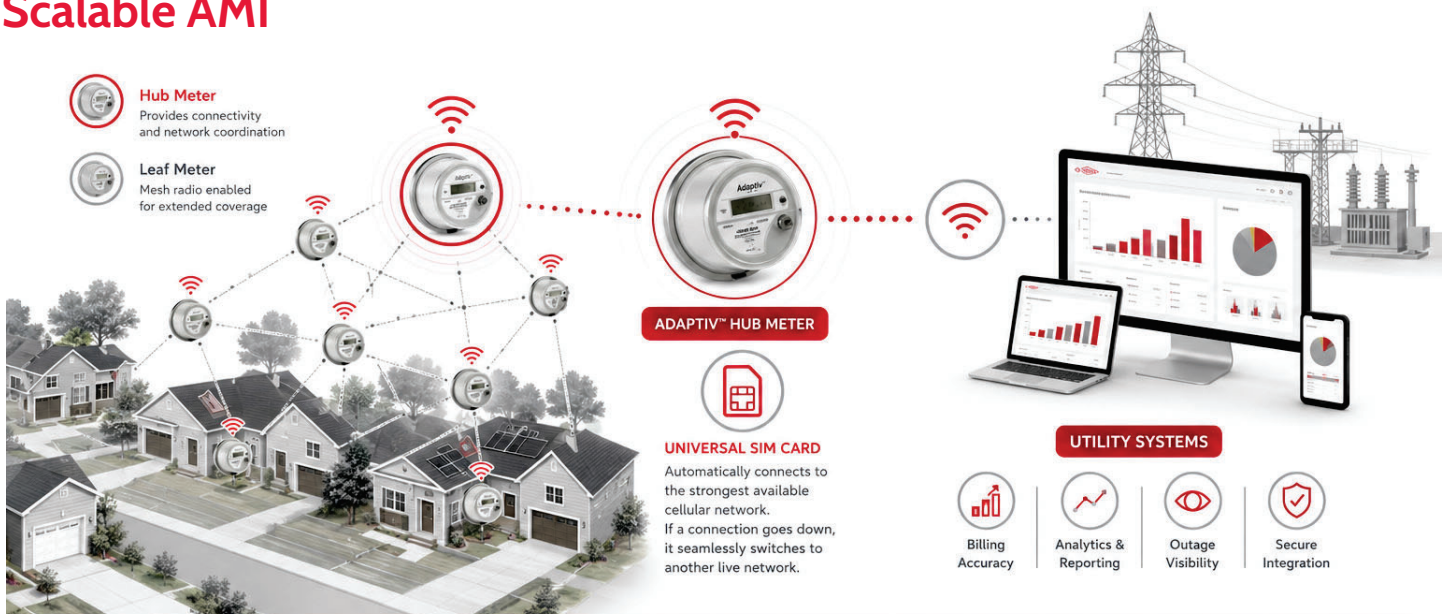 Scalable AMI
Hub Meter
Provides connectivity
and network coordination
Leaf Meter
Mesh radio enabled
for extended coverage
Adaptiv™
Adaptiv™
ADAPTIV™ HUB METER
UNIVERSAL SIM CARD
Automatically connects to
the strongest available
cellular network.
If a connection goes down,
it seamlessly switches to
another live network.
UTILITY SYSTEMS
Billing
Accuracy
Analytics &
Reporting
Outage
Visibility
Secure
Integration